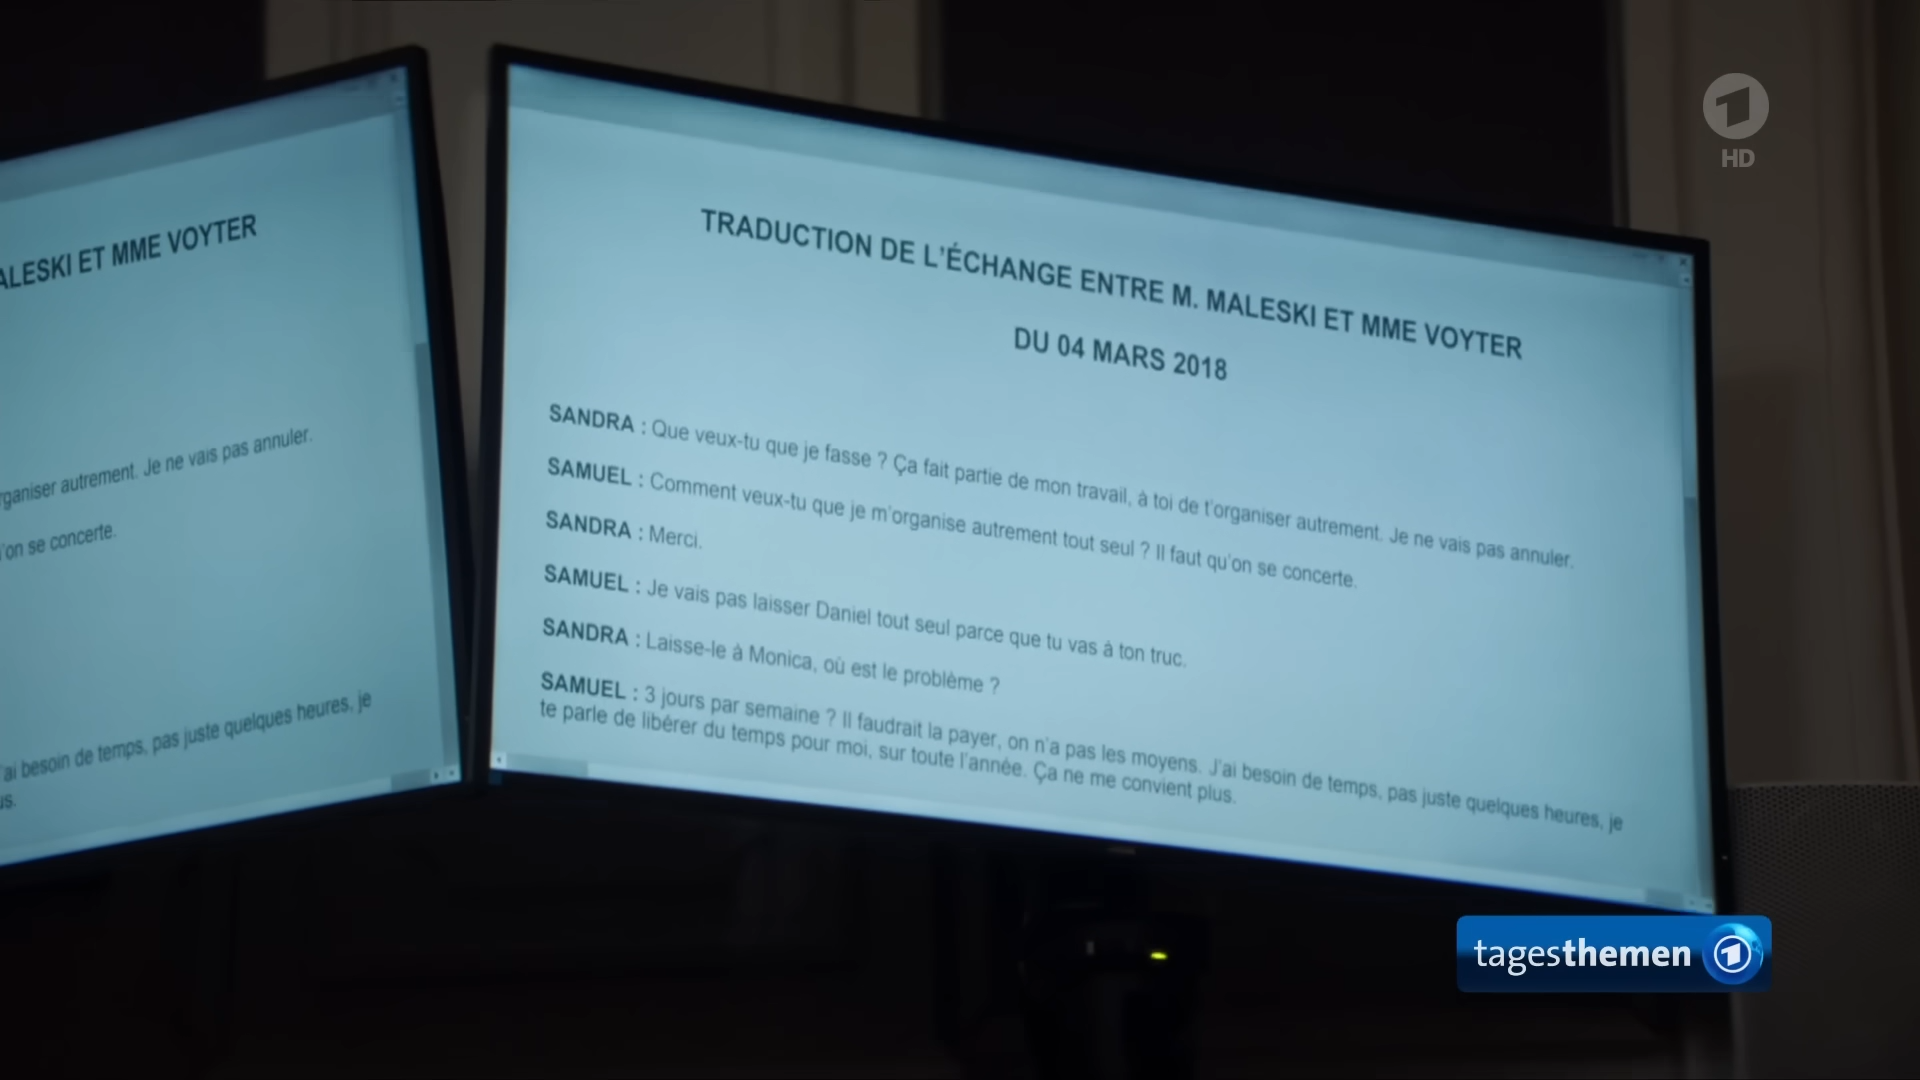 HD
ALESKI ET MME VOYTER
organiser autrement. Je ne vais pas annuler.
l'on se concerte.
'ai besoin de temps, pas juste quelques heures, je
us.
TRADUCTION DE L'ÉCHANGE ENTRE M. MALESKI ET MME VOYTER
DU 04 MARS 2018
SANDRA : Que veux-tu que je fasse ? Ça fait partie de mon travail, à toi de t'organiser autrement. Je ne vais pas annuler.
SAMUEL : Comment veux-tu que je m'organise autrement tout seul ? Il faut qu'on se concerte.
SANDRA : Merci.
SAMUEL : Je vais pas laisser Daniel tout seul parce que tu vas à ton truc.
SANDRA : Laisse-le à Monica, où est le problème ?
SAMUEL : 3 jours par semaine ? Il faudrait la payer, on n'a pas les moyens. J'ai besoin de temps, pas juste quelques heures, je
te parle de libérer du temps pour moi, sur toute l'année. Ça ne me convient plus.
tagesthemen